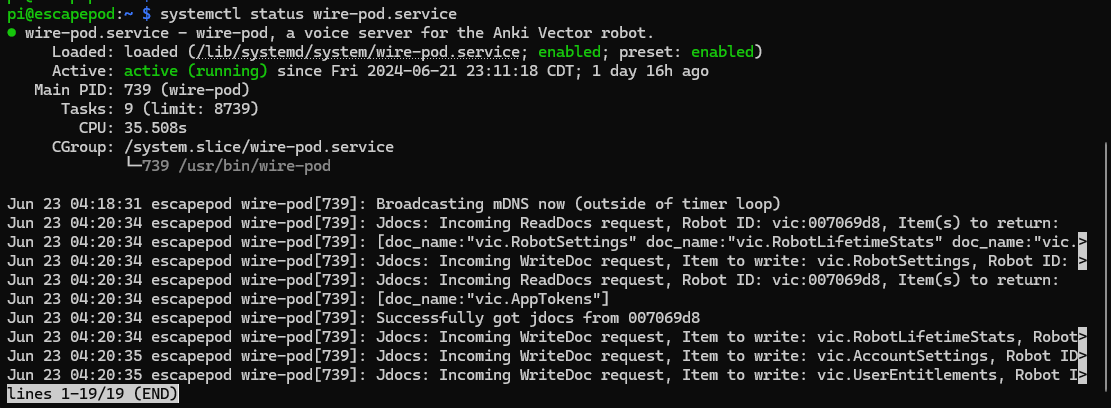 pi@escapepod:~ $ systemctl status wire-pod.service
● wire-pod.service - wire-pod, a voice server for the Anki Vector robot.
     Loaded: loaded (/lib/systemd/system/wire-pod.service; enabled; preset: enabled)
     Active: active (running) since Fri 2024-06-21 23:11:18 CDT; 1 day 16h ago
   Main PID: 739 (wire-pod)
      Tasks: 9 (limit: 8739)
        CPU: 35.508s
     CGroup: /system.slice/wire-pod.service
             └─739 /usr/bin/wire-pod

Jun 23 04:18:31 escapepod wire-pod[739]: Broadcasting mDNS now (outside of timer loop)
Jun 23 04:20:34 escapepod wire-pod[739]: Jdocs: Incoming ReadDocs request, Robot ID: vic:007069d8, Item(s) to return:
Jun 23 04:20:34 escapepod wire-pod[739]: [doc_name:"vic.RobotSettings" doc_name:"vic.RobotLifetimeStats" doc_name:"vic.>
Jun 23 04:20:34 escapepod wire-pod[739]: Jdocs: Incoming WriteDoc request, Item to write: vic.RobotSettings, Robot ID: >
Jun 23 04:20:34 escapepod wire-pod[739]: Jdocs: Incoming ReadDocs request, Robot ID: vic:007069d8, Item(s) to return:
Jun 23 04:20:34 escapepod wire-pod[739]: [doc_name:"vic.AppTokens"]
Jun 23 04:20:34 escapepod wire-pod[739]: Successfully got jdocs from 007069d8
Jun 23 04:20:34 escapepod wire-pod[739]: Jdocs: Incoming WriteDoc request, Item to write: vic.RobotLifetimeStats, Robot>
Jun 23 04:20:35 escapepod wire-pod[739]: Jdocs: Incoming WriteDoc request, Item to write: vic.AccountSettings, Robot ID>
Jun 23 04:20:35 escapepod wire-pod[739]: Jdocs: Incoming WriteDoc request, Item to write: vic.UserEntitlements, Robot I>
lines 1-19/19 (END)